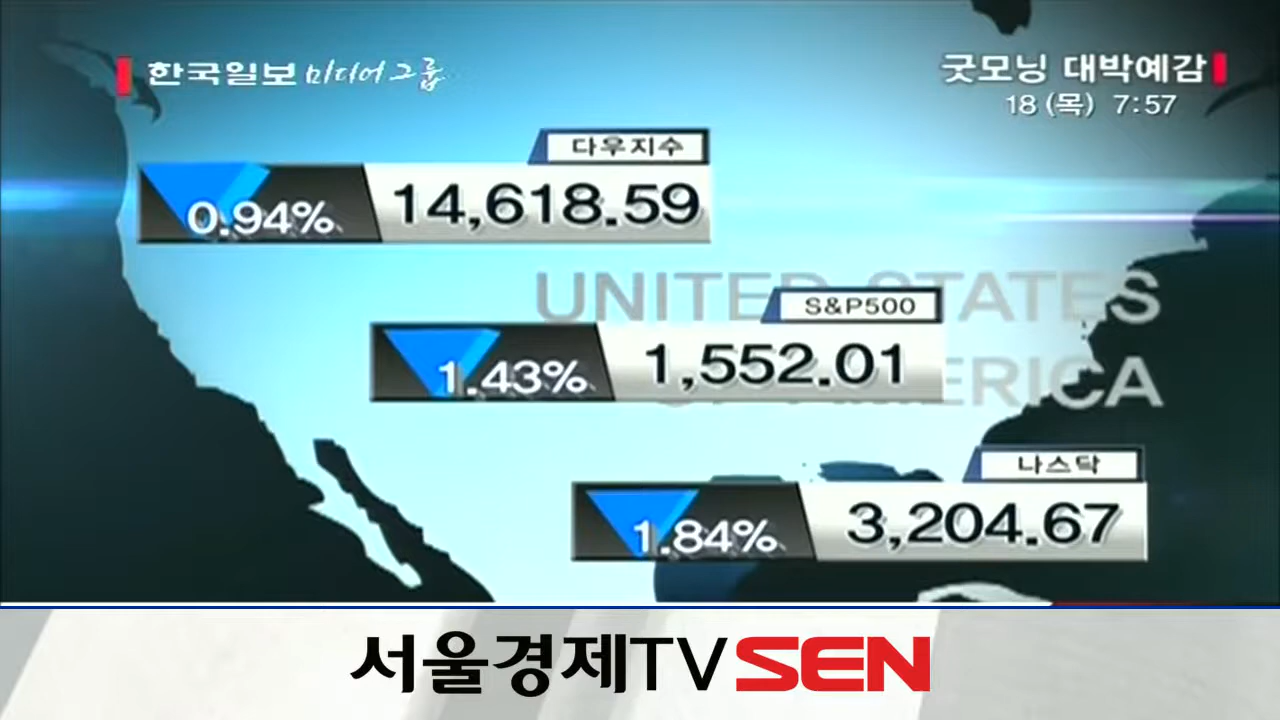 한국일보 미디어그룹
굿모닝 대박예감
18 (목) 7:57
다우지수
0.94% 14,618.59
UNITED STATES
S&P500
1.43% 1,552.01
OF AMERICA
나스닥
1.84% 3,204.67
서울경제TV SEN